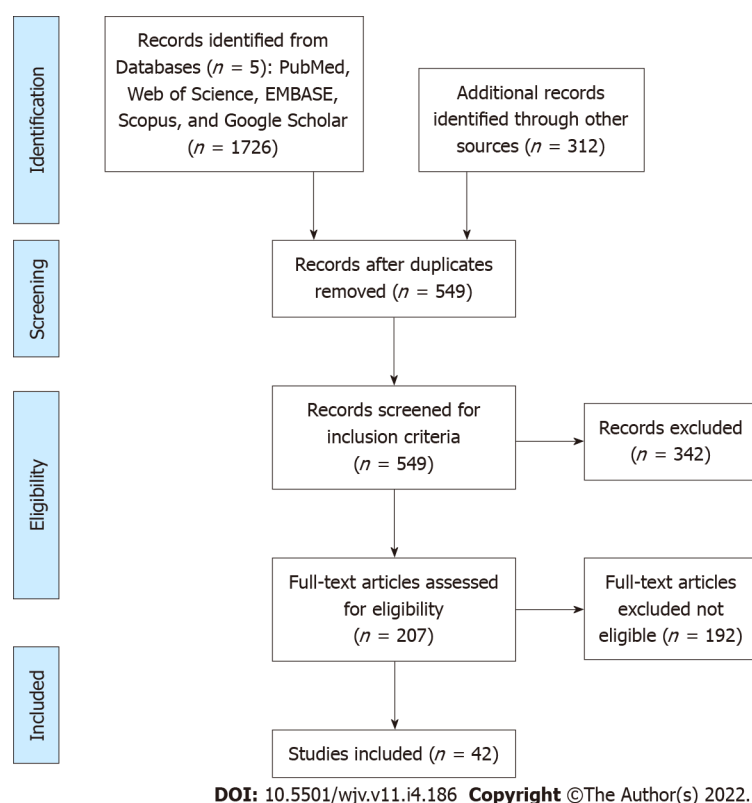 Identification
Records identified from
Databases (n = 5): PubMed,
Web of Science, EMBASE,
Scopus, and Google Scholar
(n = 1726)
Additional records
identified through other
sources (n = 312)
Screening
Records after duplicates
removed (n = 549)
Eligibility
Records screened for
inclusion criteria
(n = 549)
Records excluded
(n = 342)
Full-text articles assessed
for eligibility
(n = 207)
Full-text articles
excluded not
eligible (n = 192)
Included
Studies included (n = 42)
DOI: 10.5501/wjv.v11.i4.186 Copyright ©The Author(s) 2022.